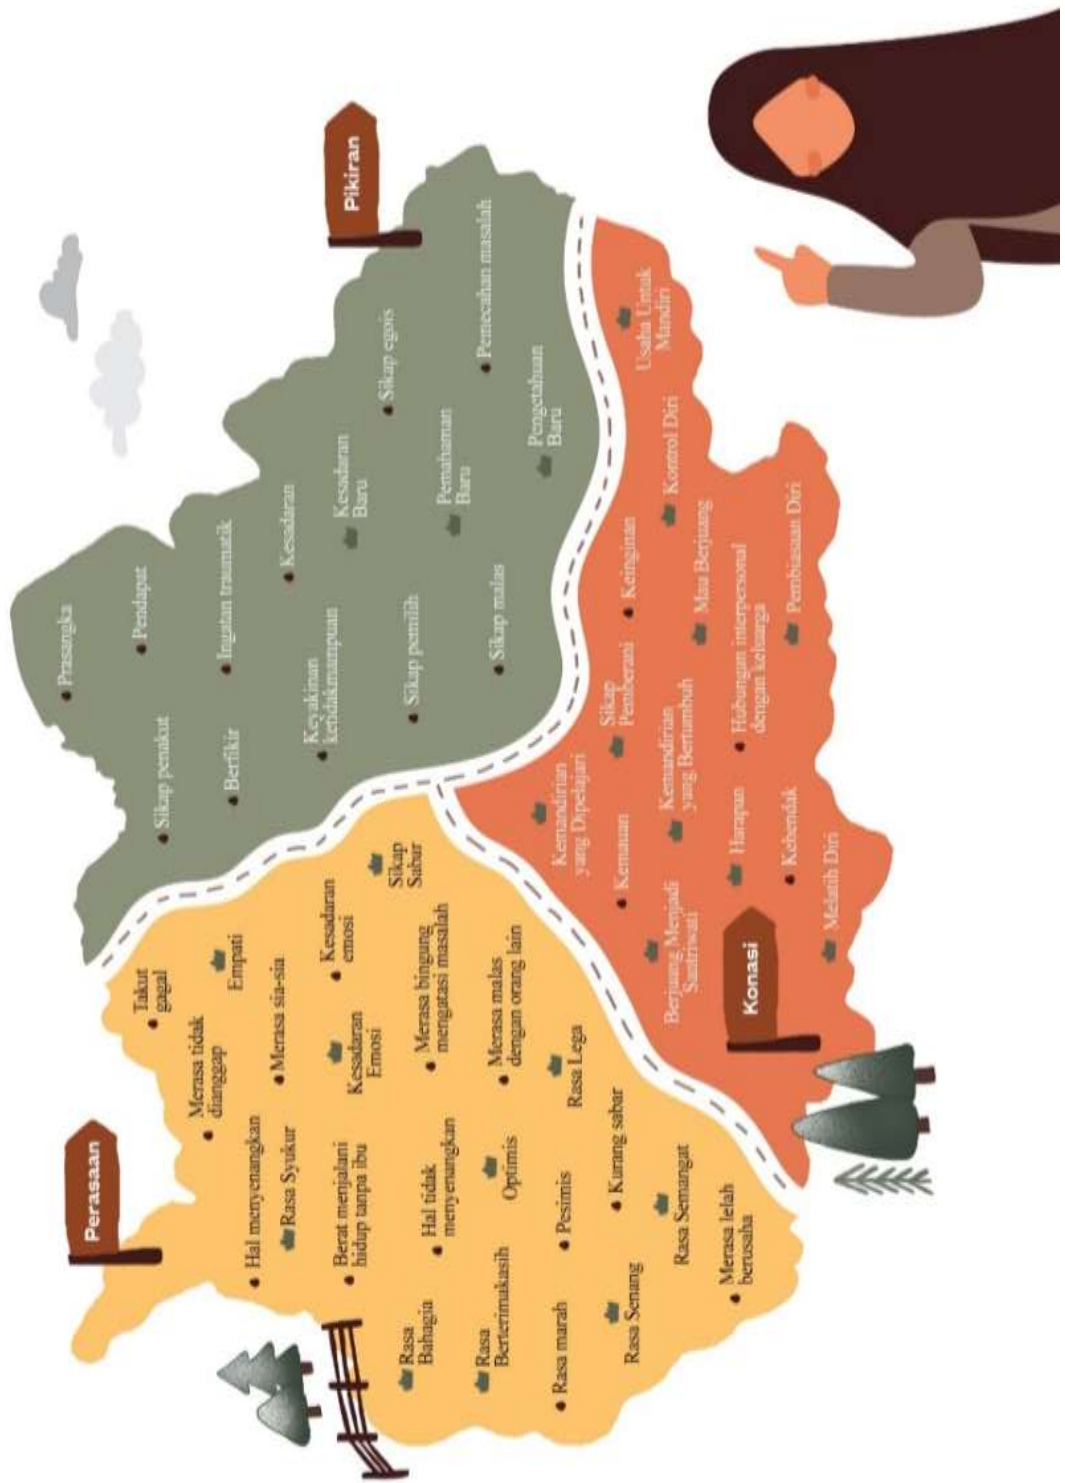 Perasaan
Takut
gagal
Merasa tidak
dianggap
Empati
Hal menyenangkan
Merasa sia-sia
Rasa Syukur
Berat menjalani
hidup tanpa ibu
Kesadaran
Emosi
Kesadaran
emosi
Sikap
Sabar
Rasa
Bahagia
Hal tidak
menyenangkan
Merasa bingung
mengatasi masalah
Rasa
Berterimakasih
Optimis
Merasa malas
dengan orang lain
Rasa marah
Pesimis
Rasa Lega
Rasa Senang
Kurang sabar
Rasa Semangat
Merasa lelah
berusaha
Pikiran
Prasangka
Pendapat
Sikap penakut
Ingatan traumatik
Berfikir
Kesadaran
Keyakinan
ketidakmampuan
Kesadaran
Baru
Sikap egois
Sikap pemilih
Pemahaman
Baru
Pemecahan masalah
Sikap malas
Pengetahuan
Baru
Konasi
Kemandirian
yang Dipelajari
Sikap
Pemberani
Keinginan
Usaha Untuk
Mandiri
Kemauan
Kontrol Diri
Berjuang Menjadi
Santriwati
Kemandirian
yang Bertumbuh
Mau Berjuang
Harapan
Hubungan interpersonal
dengan keluarga
Kehendak
Pembiasaan Diri
Melatih Diri